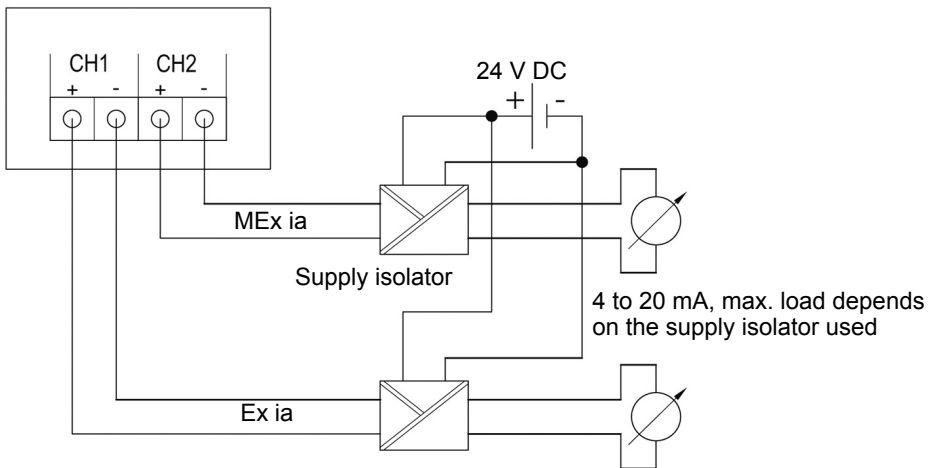 CH1 CH2
+ - + -
24 V DC
+ -
MEx ia
Supply isolator
4 to 20 mA, max. load depends
on the supply isolator used
Ex ia